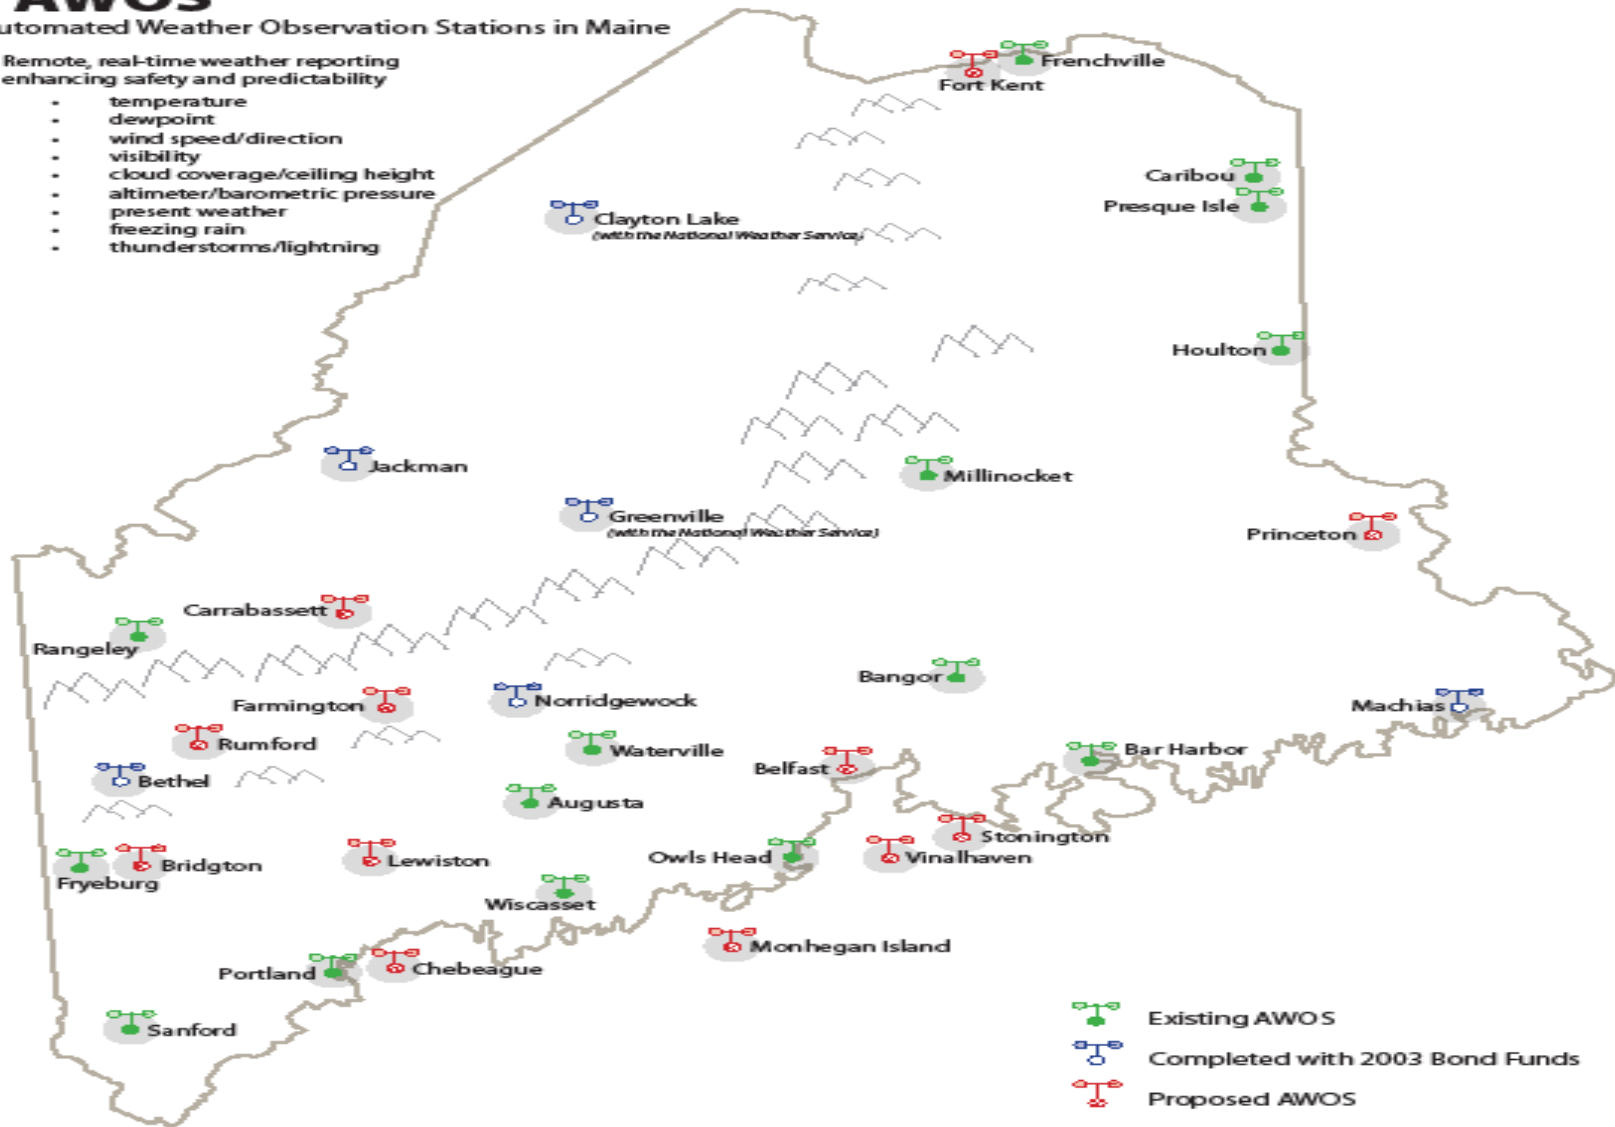 AWOS
utomated Weather Observation Stations in Maine
Remote, real-time weather reporting
enhancing safety and predictability
• temperature
• dewpoint
• wind speed/direction
• visibility
• cloud coverage/ceiling height
• altimeter/barometric pressure
• present weather
• freezing rain
• thunderstorms/lightning
Frenchville
Fort Kent
Caribou
Presque Isle
Clayton Lake
(with the National Weather Service)
Houlton
Jackman
Millinocket
Greenville
(with the National Weather Service)
Princeton
Carrabassett
Rangeley
Bangor
Farmington
Norridgewock
Machias
Rumford
Waterville
Bar Harbor
Belfast
Bethel
Augusta
Stonington
Owls Head
Vinalhaven
Lewiston
Bridgton
Fryeburg
Wiscasset
Monhegan Island
Portland
Chebeague
Sanford
Existing AWOS
Completed with 2003 Bond Funds
Proposed AWOS